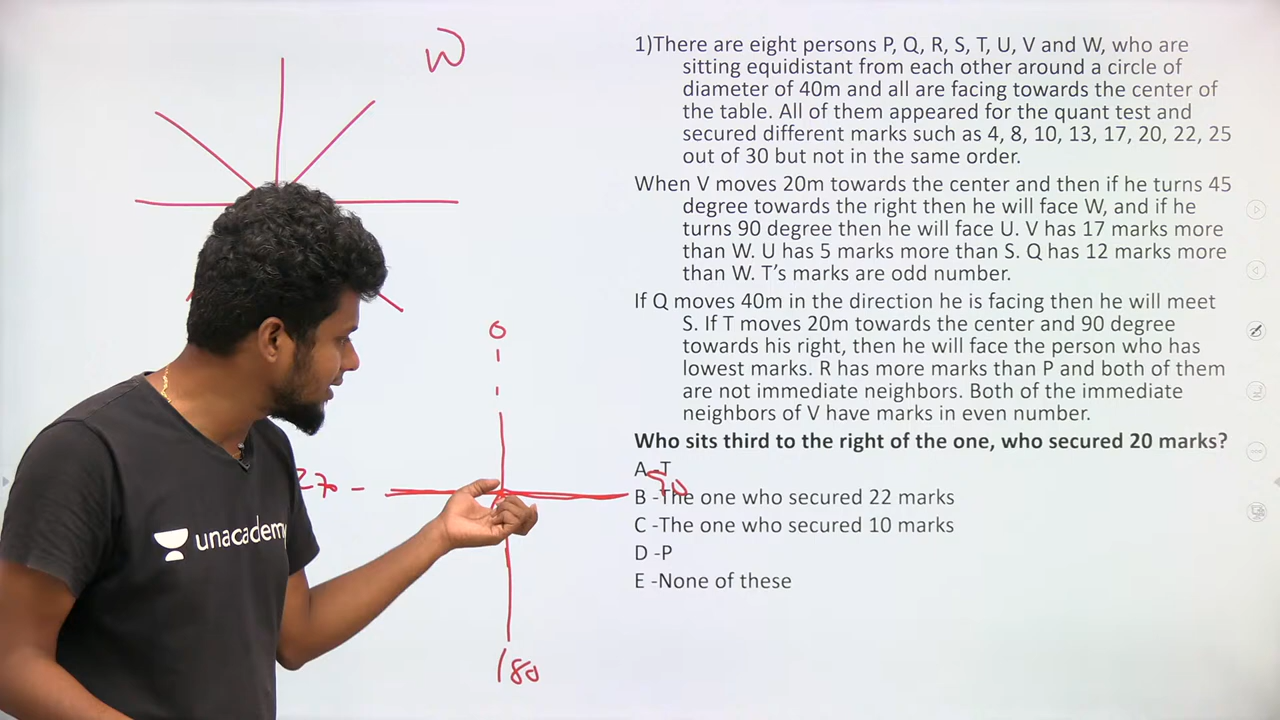 W
1)There are eight persons P, Q, R, S, T, U, V and W, who are
sitting equidistant from each other around a circle of
diameter of 40m and all are facing towards the center of
the table. All of them appeared for the quant test and
secured different marks such as 4, 8, 10, 13, 17, 20, 22, 25
out of 30 but not in the same order.
When V moves 20m towards the center and then if he turns 45
degree towards the right then he will face W, and if he
turns 90 degree then he will face U. V has 17 marks more
than W. U has 5 marks more than S. Q has 12 marks more
than W. T's marks are odd number.
If Q moves 40m in the direction he is facing then he will meet
S. If T moves 20m towards the center and 90 degree
towards his right, then he will face the person who has
lowest marks. R has more marks than P and both of them
are not immediate neighbors. Both of the immediate
neighbors of V have marks in even number.
Who sits third to the right of the one, who secured 20 marks?
A -T
B -The one who secured 22 marks
C -The one who secured 10 marks
D -P
E -None of these
0
270
90
180
unacademy